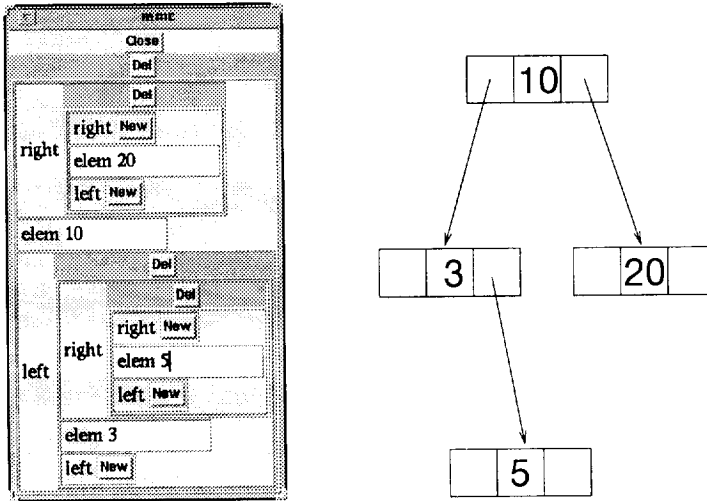 Close
Del
Del
right New
right
elem 20
left New
elem 10
Del
Del
right New
right
elem 5
left
left New
elem 3
left New
10
3
20
5